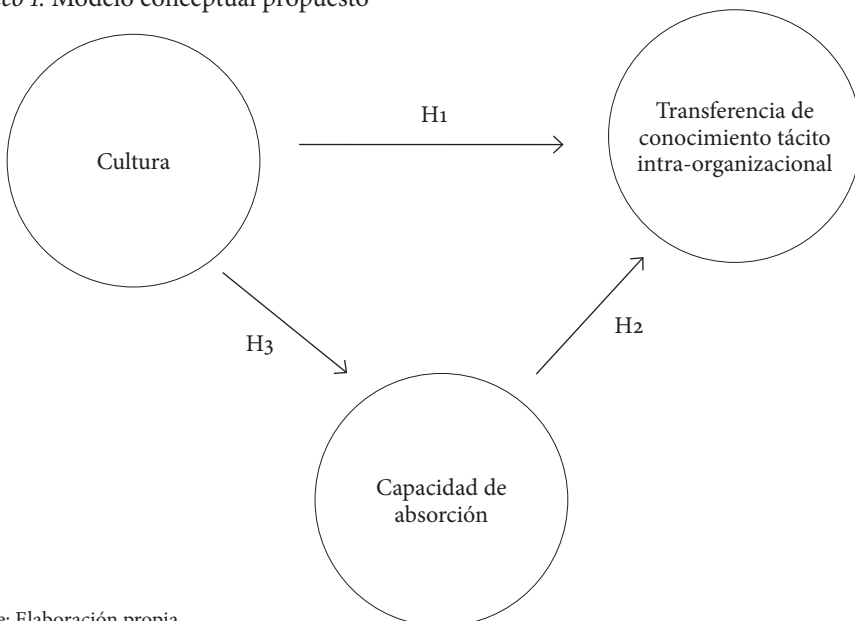 Modelo conceptual propuesto
H1
Transferencia de
conocimiento tácito
intra-organizacional
Cultura
H2
H3
Capacidad de
absorción
Elaboración propia